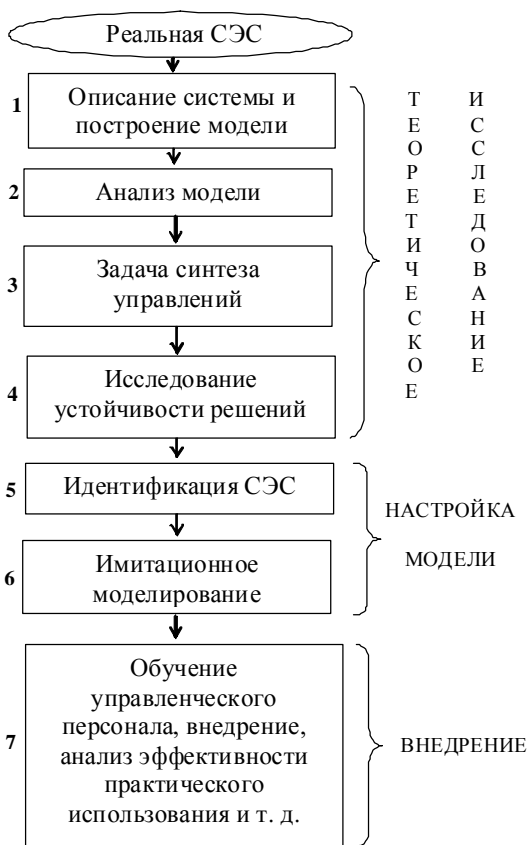 Реальная СЭС
1
Описание системы и
построение модели
2
Анализ модели
3
Задача синтеза
управлений
4
Исследование
устойчивости решений
ТЕОРЕТИЧЕСКОЕ
ИССЛЕДОВАНИЕ
5
Идентификация СЭС
6
Имитационное
моделирование
НАСТРОЙКА
МОДЕЛИ
7
Обучение
управленческого
персонала, внедрение,
анализ эффективности
практического
использования и т. д.
ВНЕДРЕНИЕ